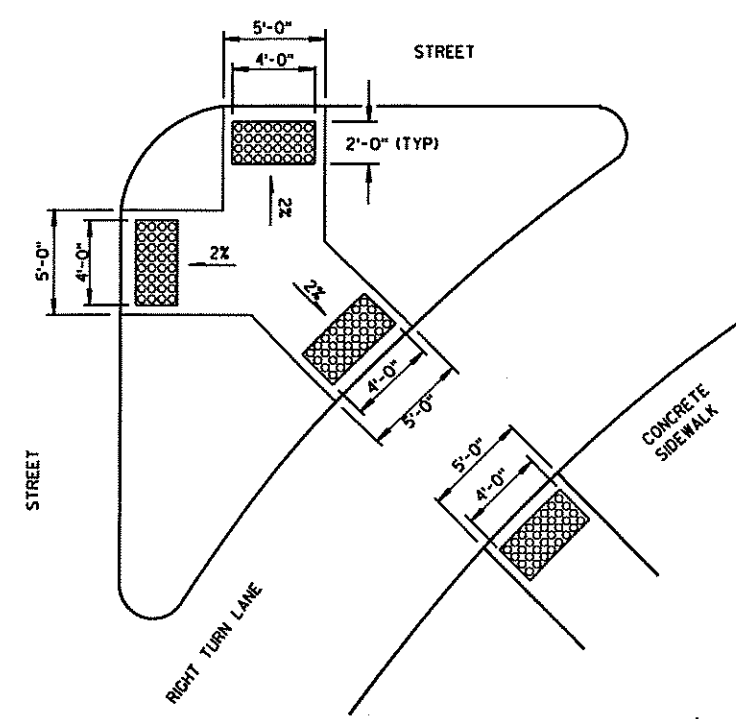 5'-0"
STREET
4'-0"
2'-0" (TYP)
2%
5'-0"
4'-0"
2%
2%
4'-0"
5'-0"
CONCRETE
SIDEWALK
5'-0"
4'-0"
STREET
RIGHT TURN LANE